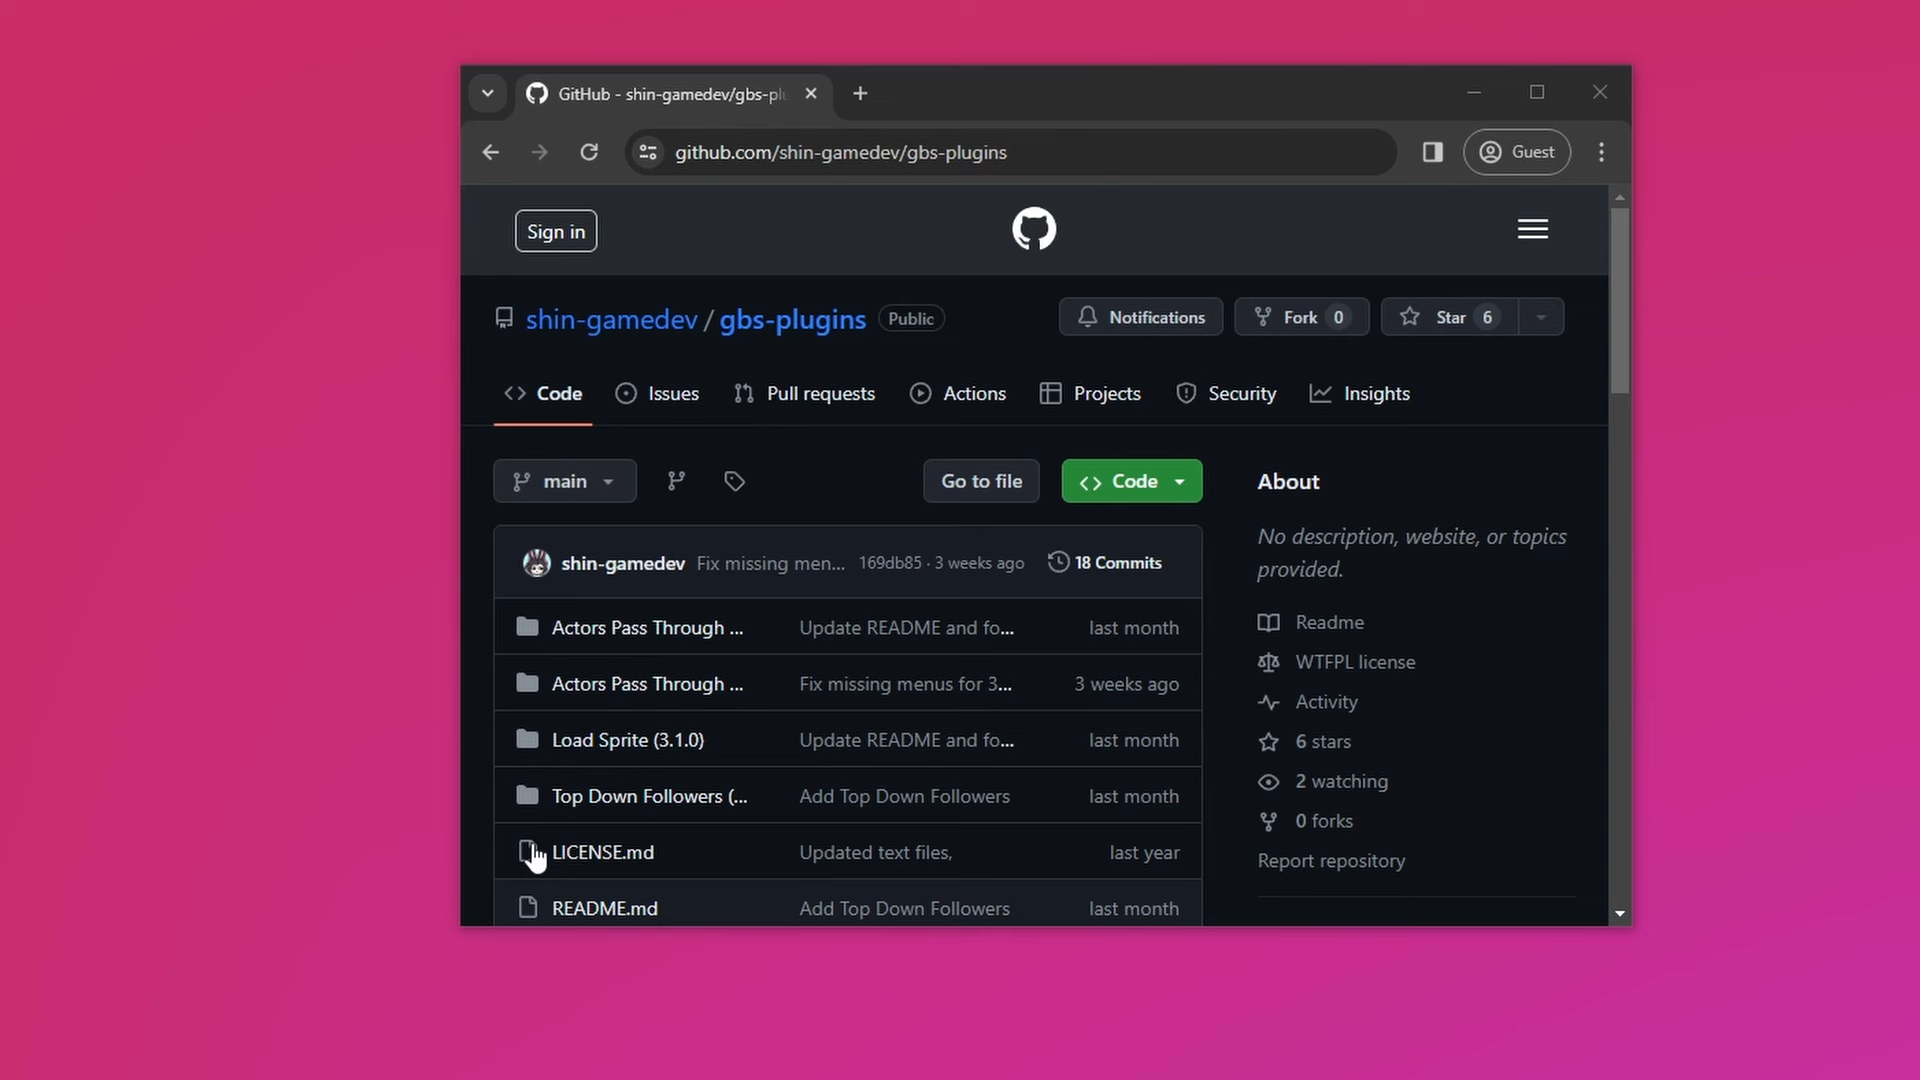 GitHub - shin-gamedev/gbs-plu
github.com/shin-gamedev/gbs-plugins
Guest
Sign in
shin-gamedev / gbs-plugins Public
Notifications
Fork 0
Star 6
Code
Issues
Pull requests
Actions
Projects
Security
Insights
main
Go to file
Code
shin-gamedev Fix missing men... 169db85 · 3 weeks ago 18 Commits
Actors Pass Through ... Update README and fo... last month
Actors Pass Through ... Fix missing menus for 3... 3 weeks ago
Load Sprite (3.1.0) Update README and fo... last month
Top Down Followers (... Add Top Down Followers last month
LICENSE.md Updated text files, last year
README.md Add Top Down Followers last month
About
No description, website, or topics
provided.
Readme
WTFPL license
Activity
6 stars
2 watching
0 forks
Report repository